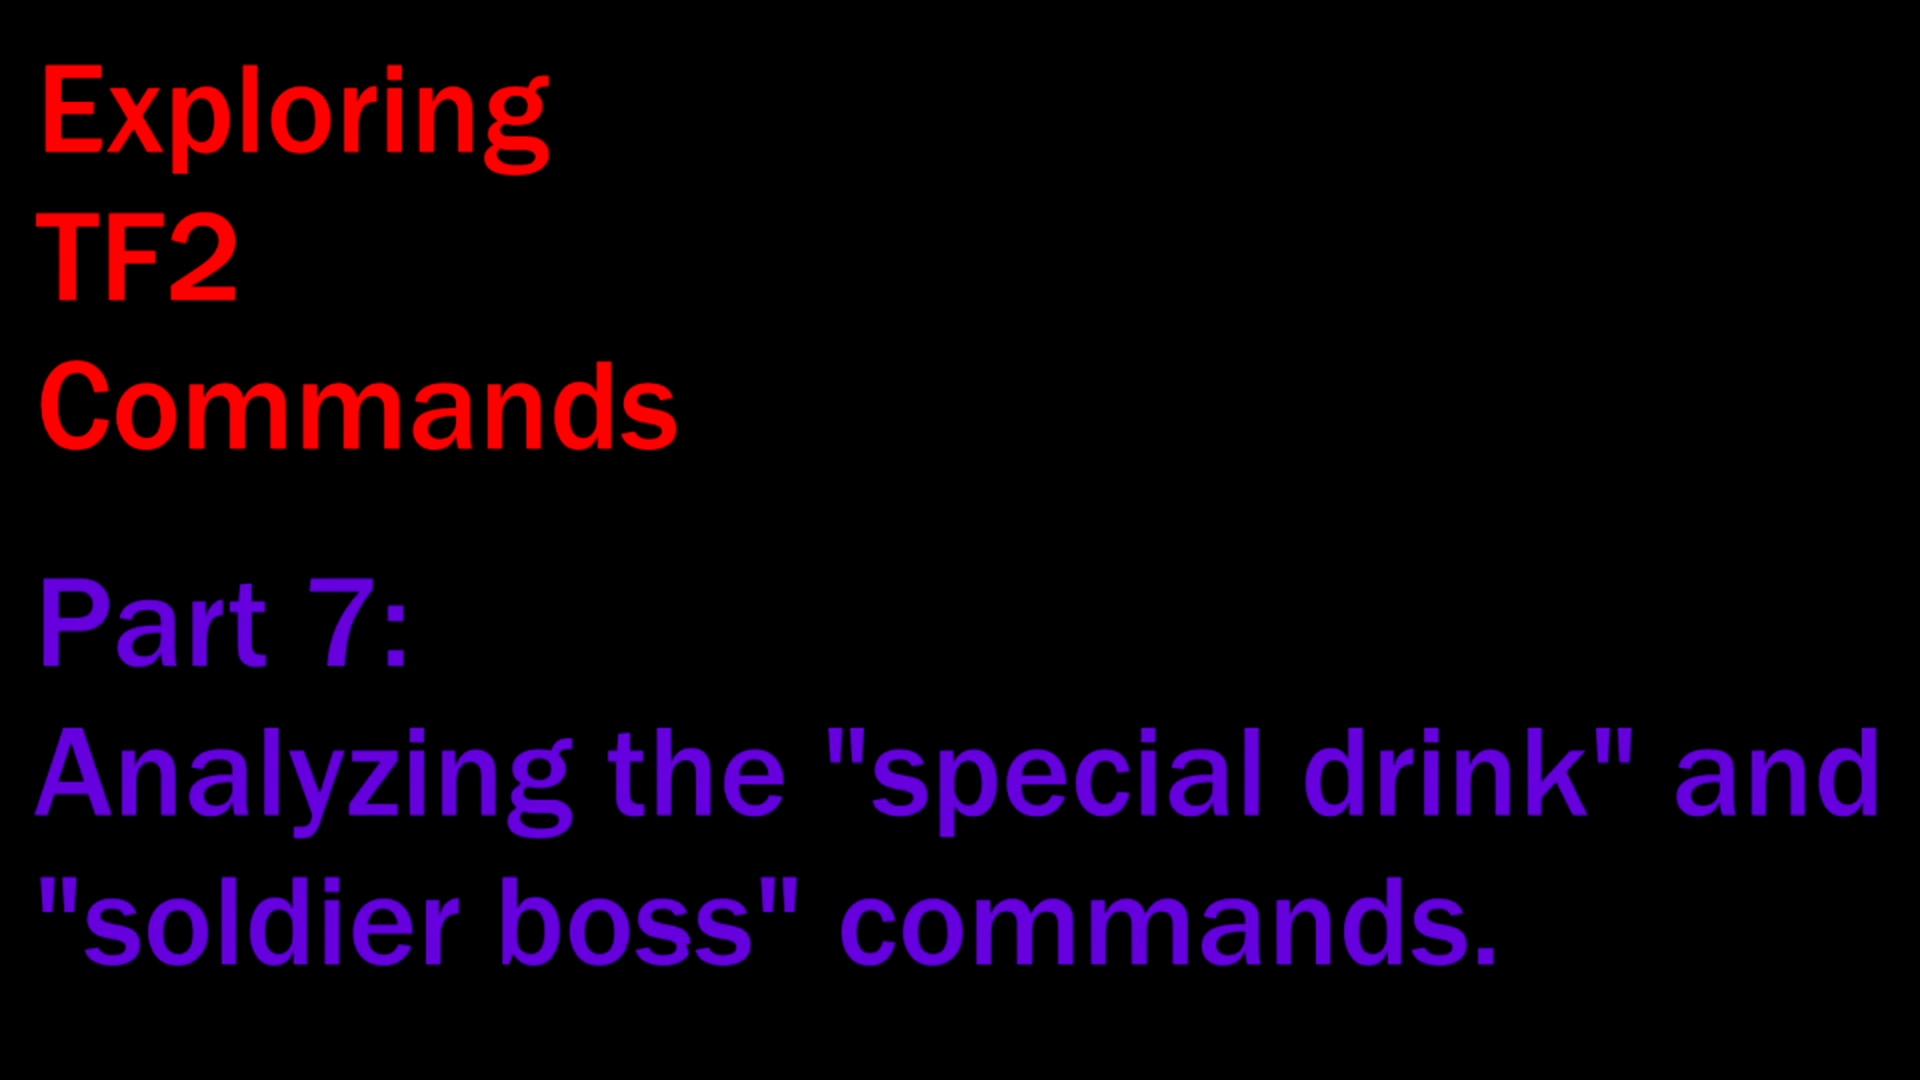 Exploring
TF2
Commands
Part 7:
Analyzing the "special drink" and
"soldier boss" commands.